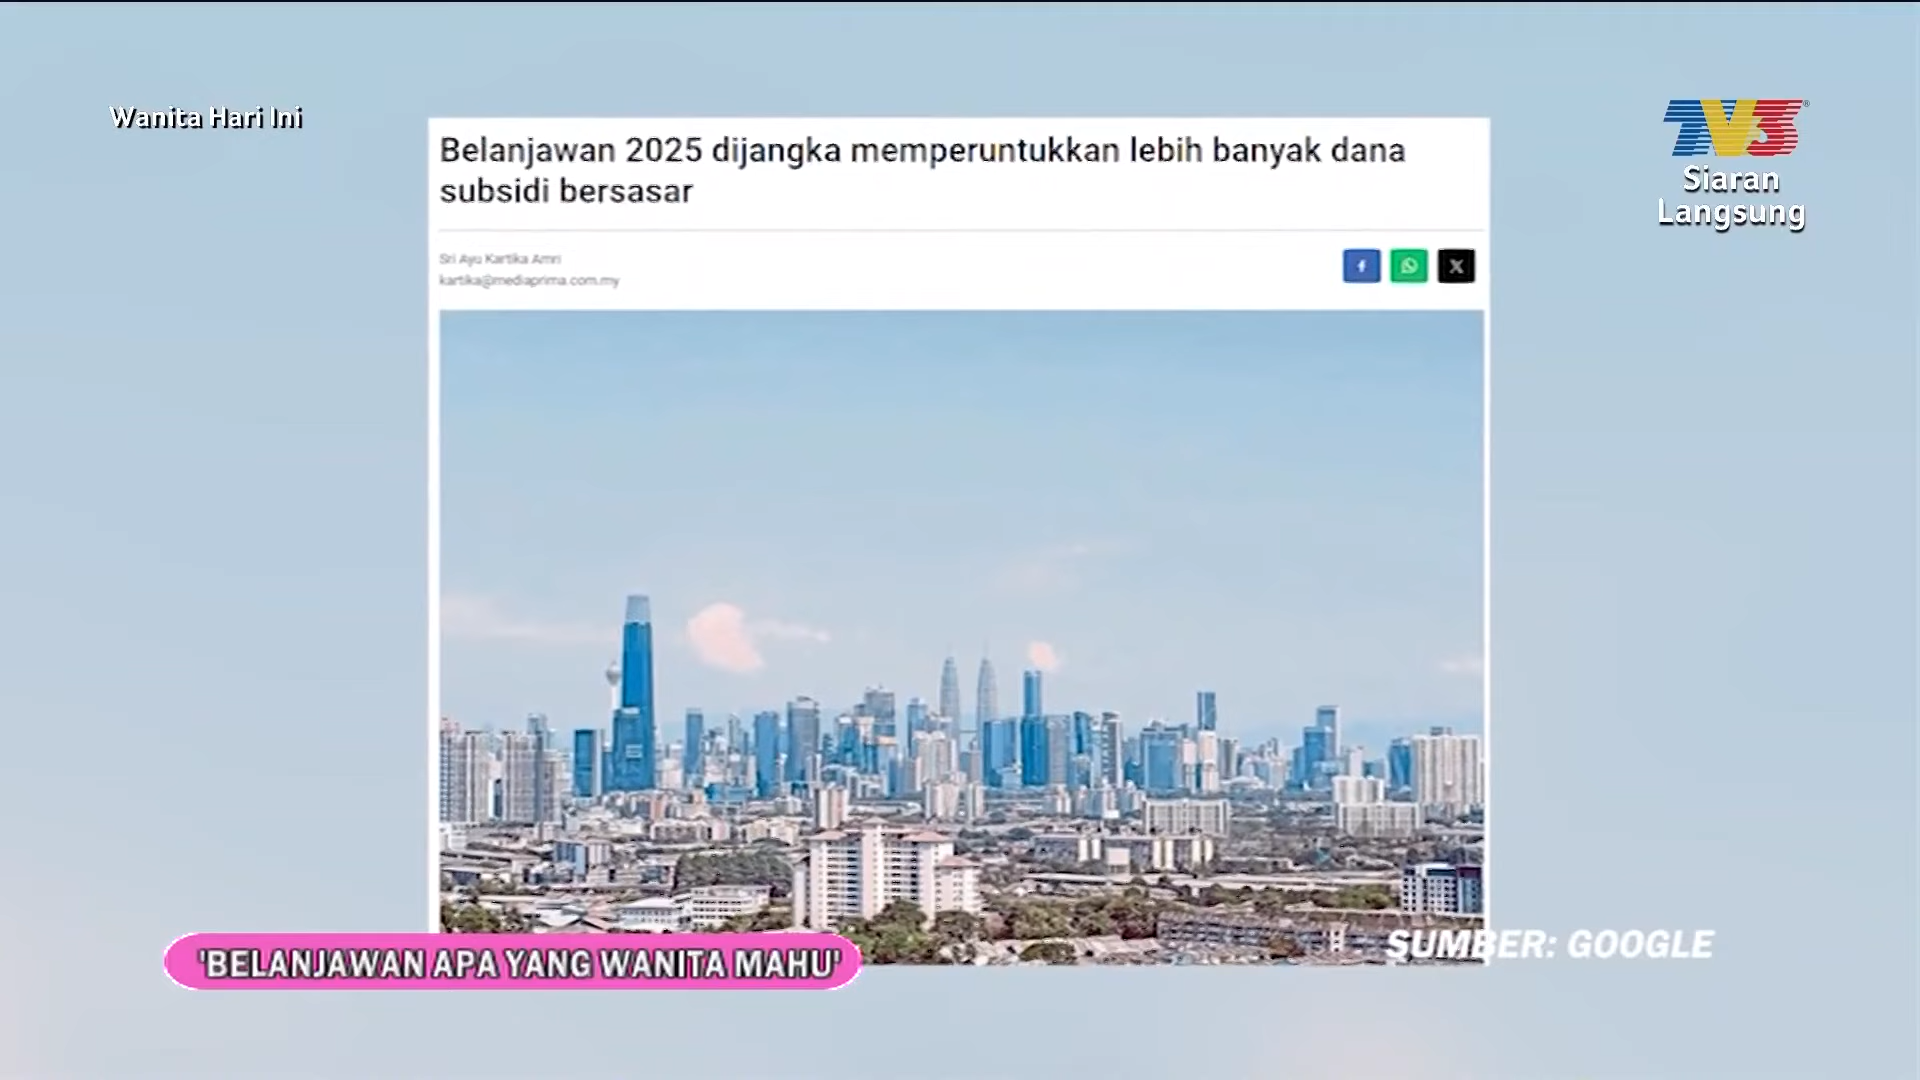 Wanita Hari Ini
TV3
Siaran
Langsung
Belanjawan 2025 dijangka memperuntukkan lebih banyak dana
subsidi bersasar
Sri Ayu Kartika Amri
kartika@mediaprima.com.my
'BELANJAWAN APA YANG WANITA MAHU'
SUMBER: GOOGLE